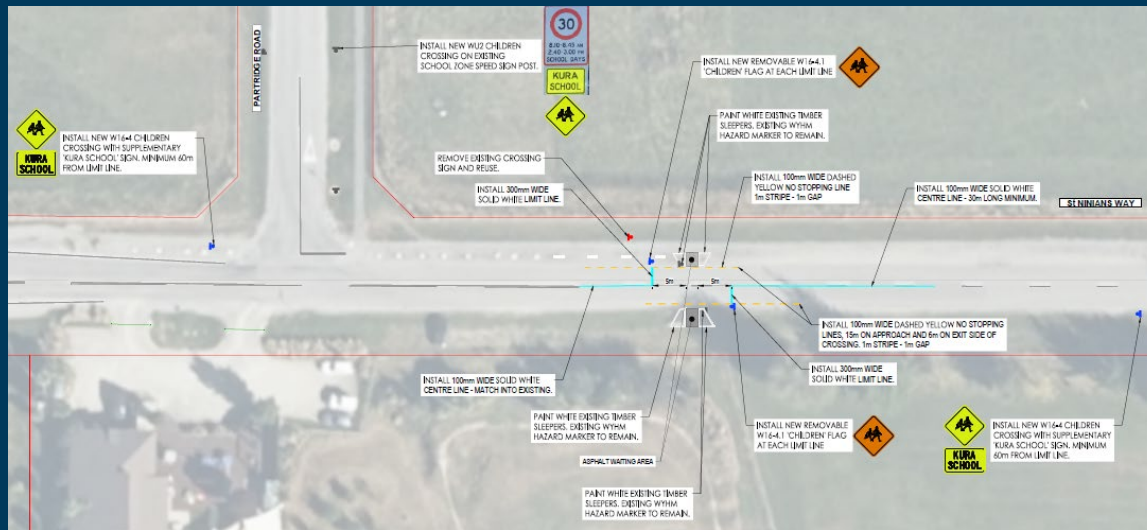 PARTRIDGE ROAD
INSTALL NEW WU2 CHILDREN
CROSSING ON EXISTING
SCHOOL ZONE SPEED SIGN POST.
30
SCHOOL DAYS
KURA
SCHOOL
INSTALL NEW REMOVABLE W16-4.1
'CHILDREN' FLAG AT EACH LIMIT LINE
KURA
SCHOOL
INSTALL NEW W16-4 CHILDREN
CROSSING WITH SUPPLEMENTARY
'KURA SCHOOL' SIGN. MINIMUM 60m
FROM LIMIT LINE.
PAINT WHITE EXISTING TIMBER
SLEEPERS. EXISTING WYHM
HAZARD MARKER TO REMAIN.
REMOVE EXISTING CROSSING
SIGN AND REUSE.
INSTALL 300mm WIDE
SOLID WHITE LIMIT LINE.
INSTALL 100mm WIDE DASHED
YELLOW NO STOPPING LINE
1m STRIPE - 1m GAP
INSTALL 100mm WIDE SOLID WHITE
CENTRE LINE - 30m LONG MINIMUM.
St NINIANS WAY
5m
5m
INSTALL 100mm WIDE DASHED YELLOW NO STOPPING
LINES, 15m ON APPROACH AND 6m ON EXIT SIDE OF
CROSSING. 1m STRIPE - 1m GAP
INSTALL 100mm WIDE SOLID WHITE
CENTRE LINE - MATCH INTO EXISTING.
INSTALL 300mm WIDE
SOLID WHITE LIMIT LINE.
PAINT WHITE EXISTING TIMBER
SLEEPERS. EXISTING WYHM
HAZARD MARKER TO REMAIN.
ASPHALT WAITING AREA
INSTALL NEW REMOVABLE
W16-4.1 'CHILDREN' FLAG
AT EACH LIMIT LINE
KURA
SCHOOL
INSTALL NEW W16-4 CHILDREN
CROSSING WITH SUPPLEMENTARY
'KURA SCHOOL' SIGN. MINIMUM
60m FROM LIMIT LINE.
PAINT WHITE EXISTING TIMBER
SLEEPERS. EXISTING WYHM
HAZARD MARKER TO REMAIN.